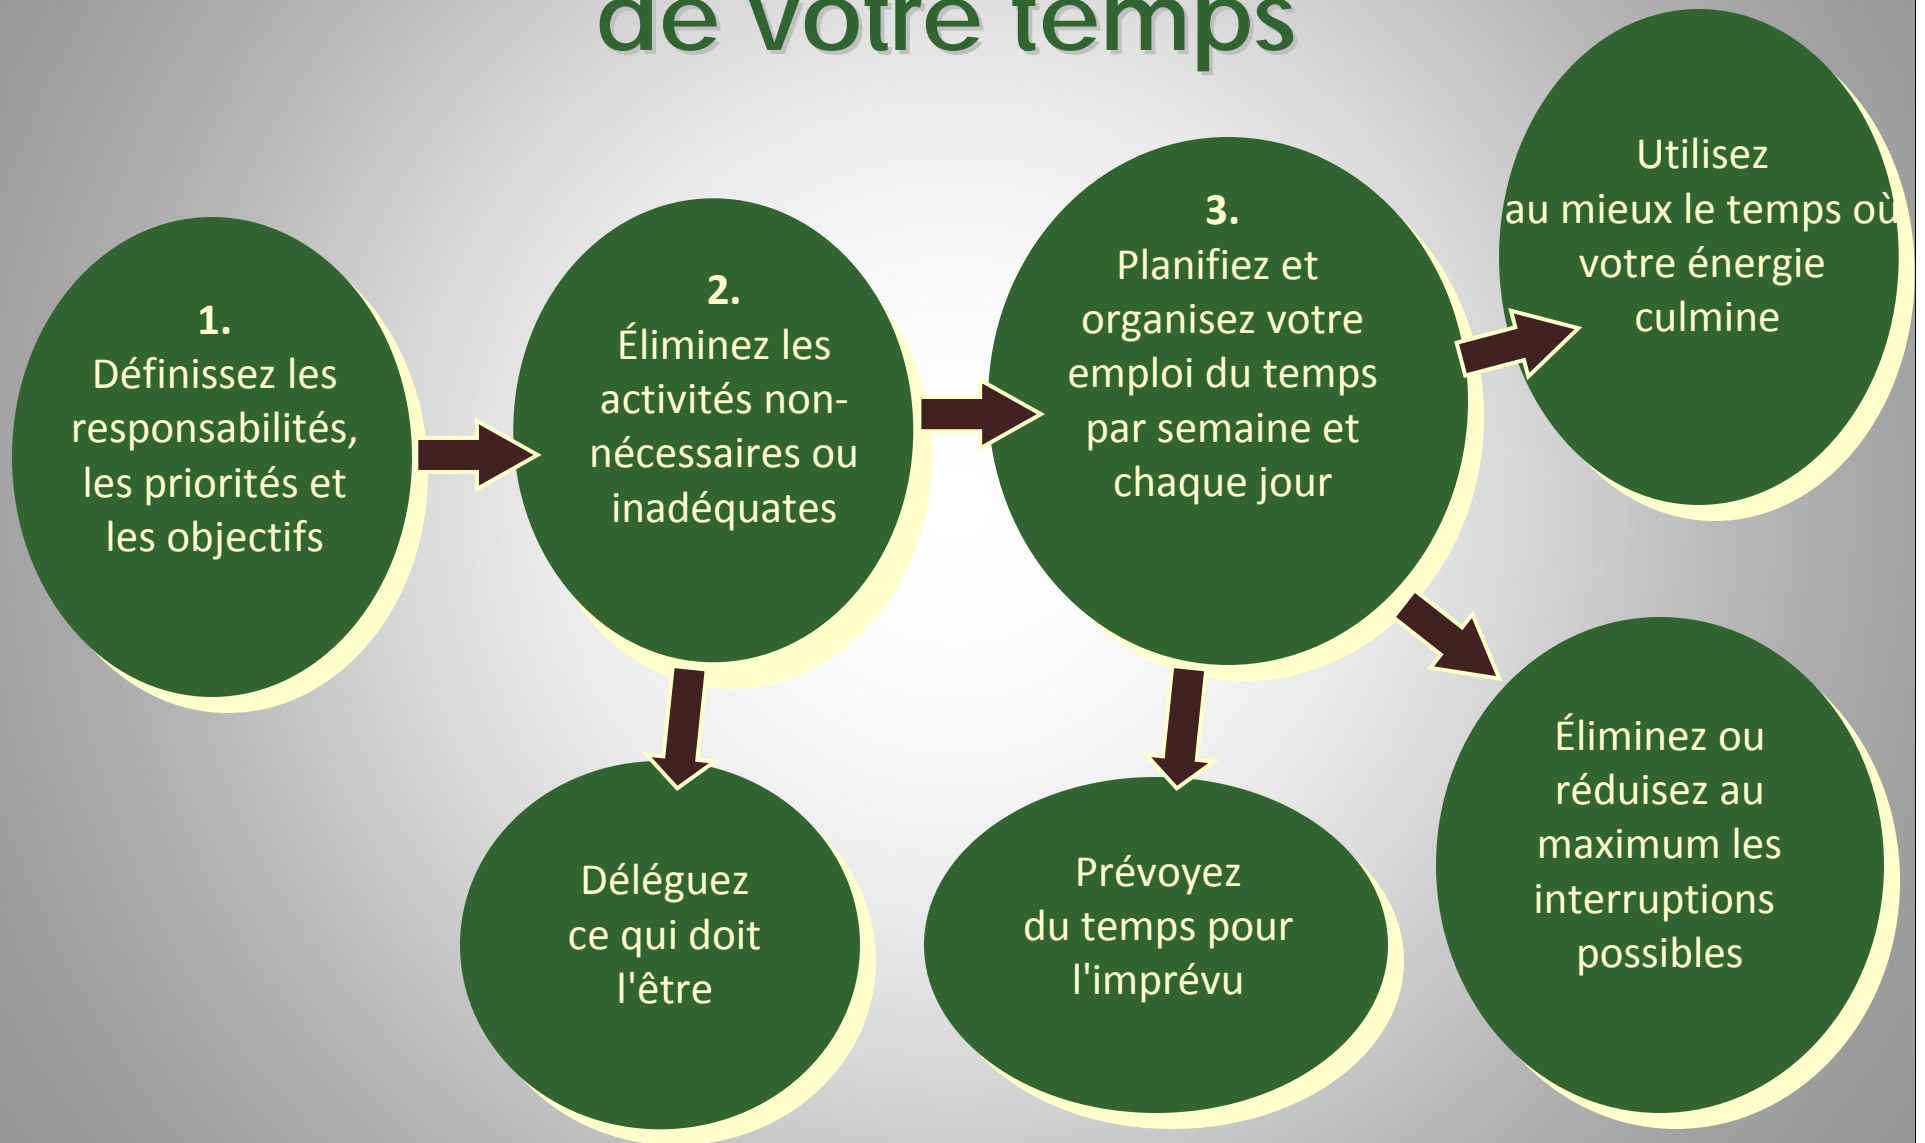 de votre temps
1.
Définissez les
responsabilités,
les priorités et
les objectifs
2.
Éliminez les
activités non-
nécessaires ou
inadéquates
3.
Planifiez et
organisez votre
emploi du temps
par semaine et
chaque jour
Utilisez
au mieux le temps où
votre énergie
culmine
Déléguez
ce qui doit
l'être
Prévoyez
du temps pour
l'imprévu
Éliminez ou
réduisez au
maximum les
interruptions
possibles